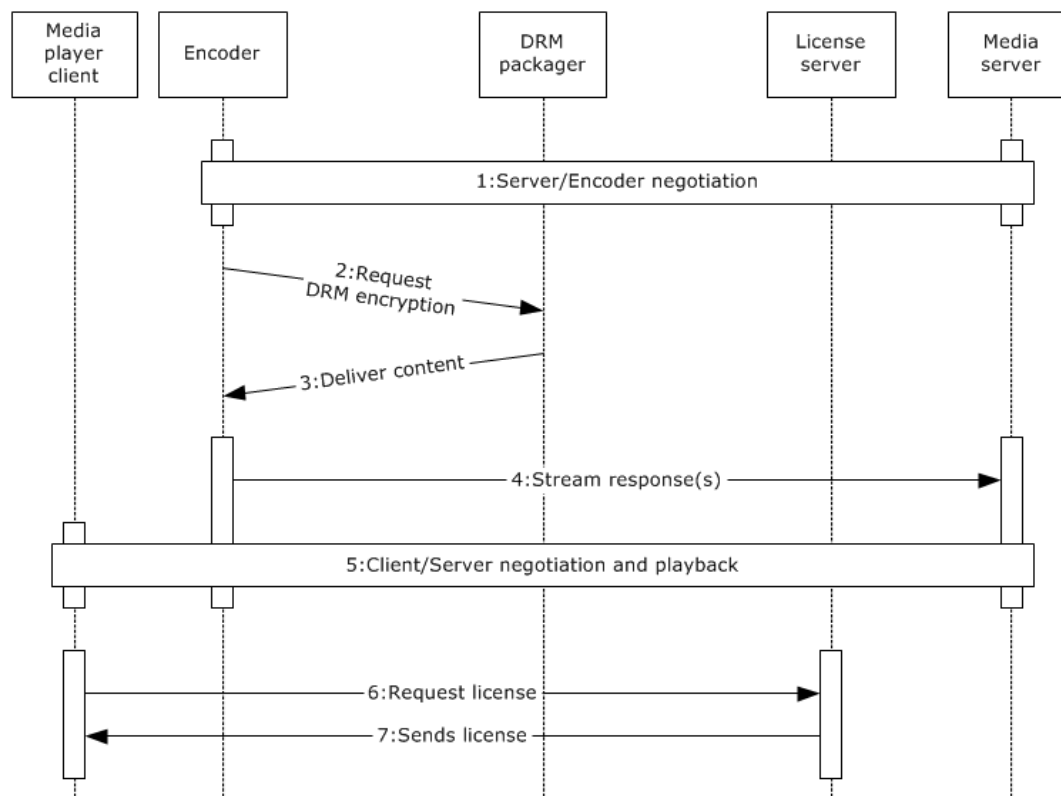 Media
player
client
Encoder
DRM
packager
License
server
Media
server
1:Server/Encoder negotiation
2:Request
DRM encryption
3:Deliver content
4:Stream response(s)
5:Client/Server negotiation and playback
6:Request license
7:Sends license